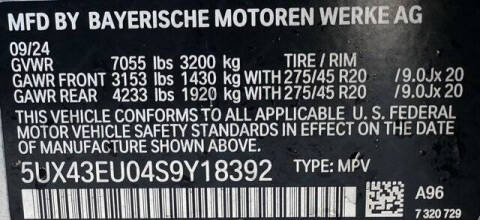 MFD BY BAYERISCHE MOTOREN WERKE AG
09/24
GVWR 7055 lbs 3200 kg TIRE / RIM
GAWR FRONT 3153 lbs 1430 kg WITH 275/45 R20 /9.0Jx 20
GAWR REAR 4233 lbs 1920 kg WITH 275/45 R20 /9.0Jx 20
THIS VEHICLE CONFORMS TO ALL APPLICABLE U. S. FEDERAL
MOTOR VEHICLE SAFETY STANDARDS IN EFFECT ON THE DATE
OF MANUFACTURE SHOWN ABOVE.
5UX43EU04S9Y18392 TYPE: MPV
A96
7 320 729